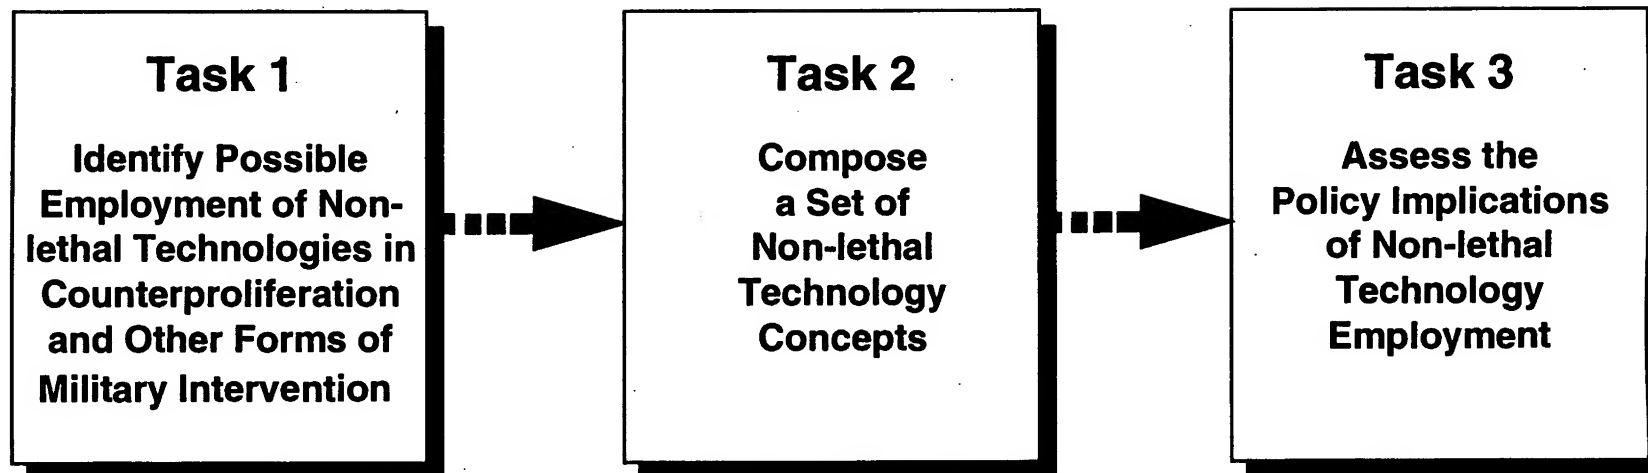 Task 1
Identify Possible
Employment of Non-
lethal Technologies in
Counterproliferation
and Other Forms of
Military Intervention
Task 2
Compose
a Set of
Non-lethal
Technology
Concepts
Task 3
Assess the
Policy Implications
of Non-lethal
Technology
Employment